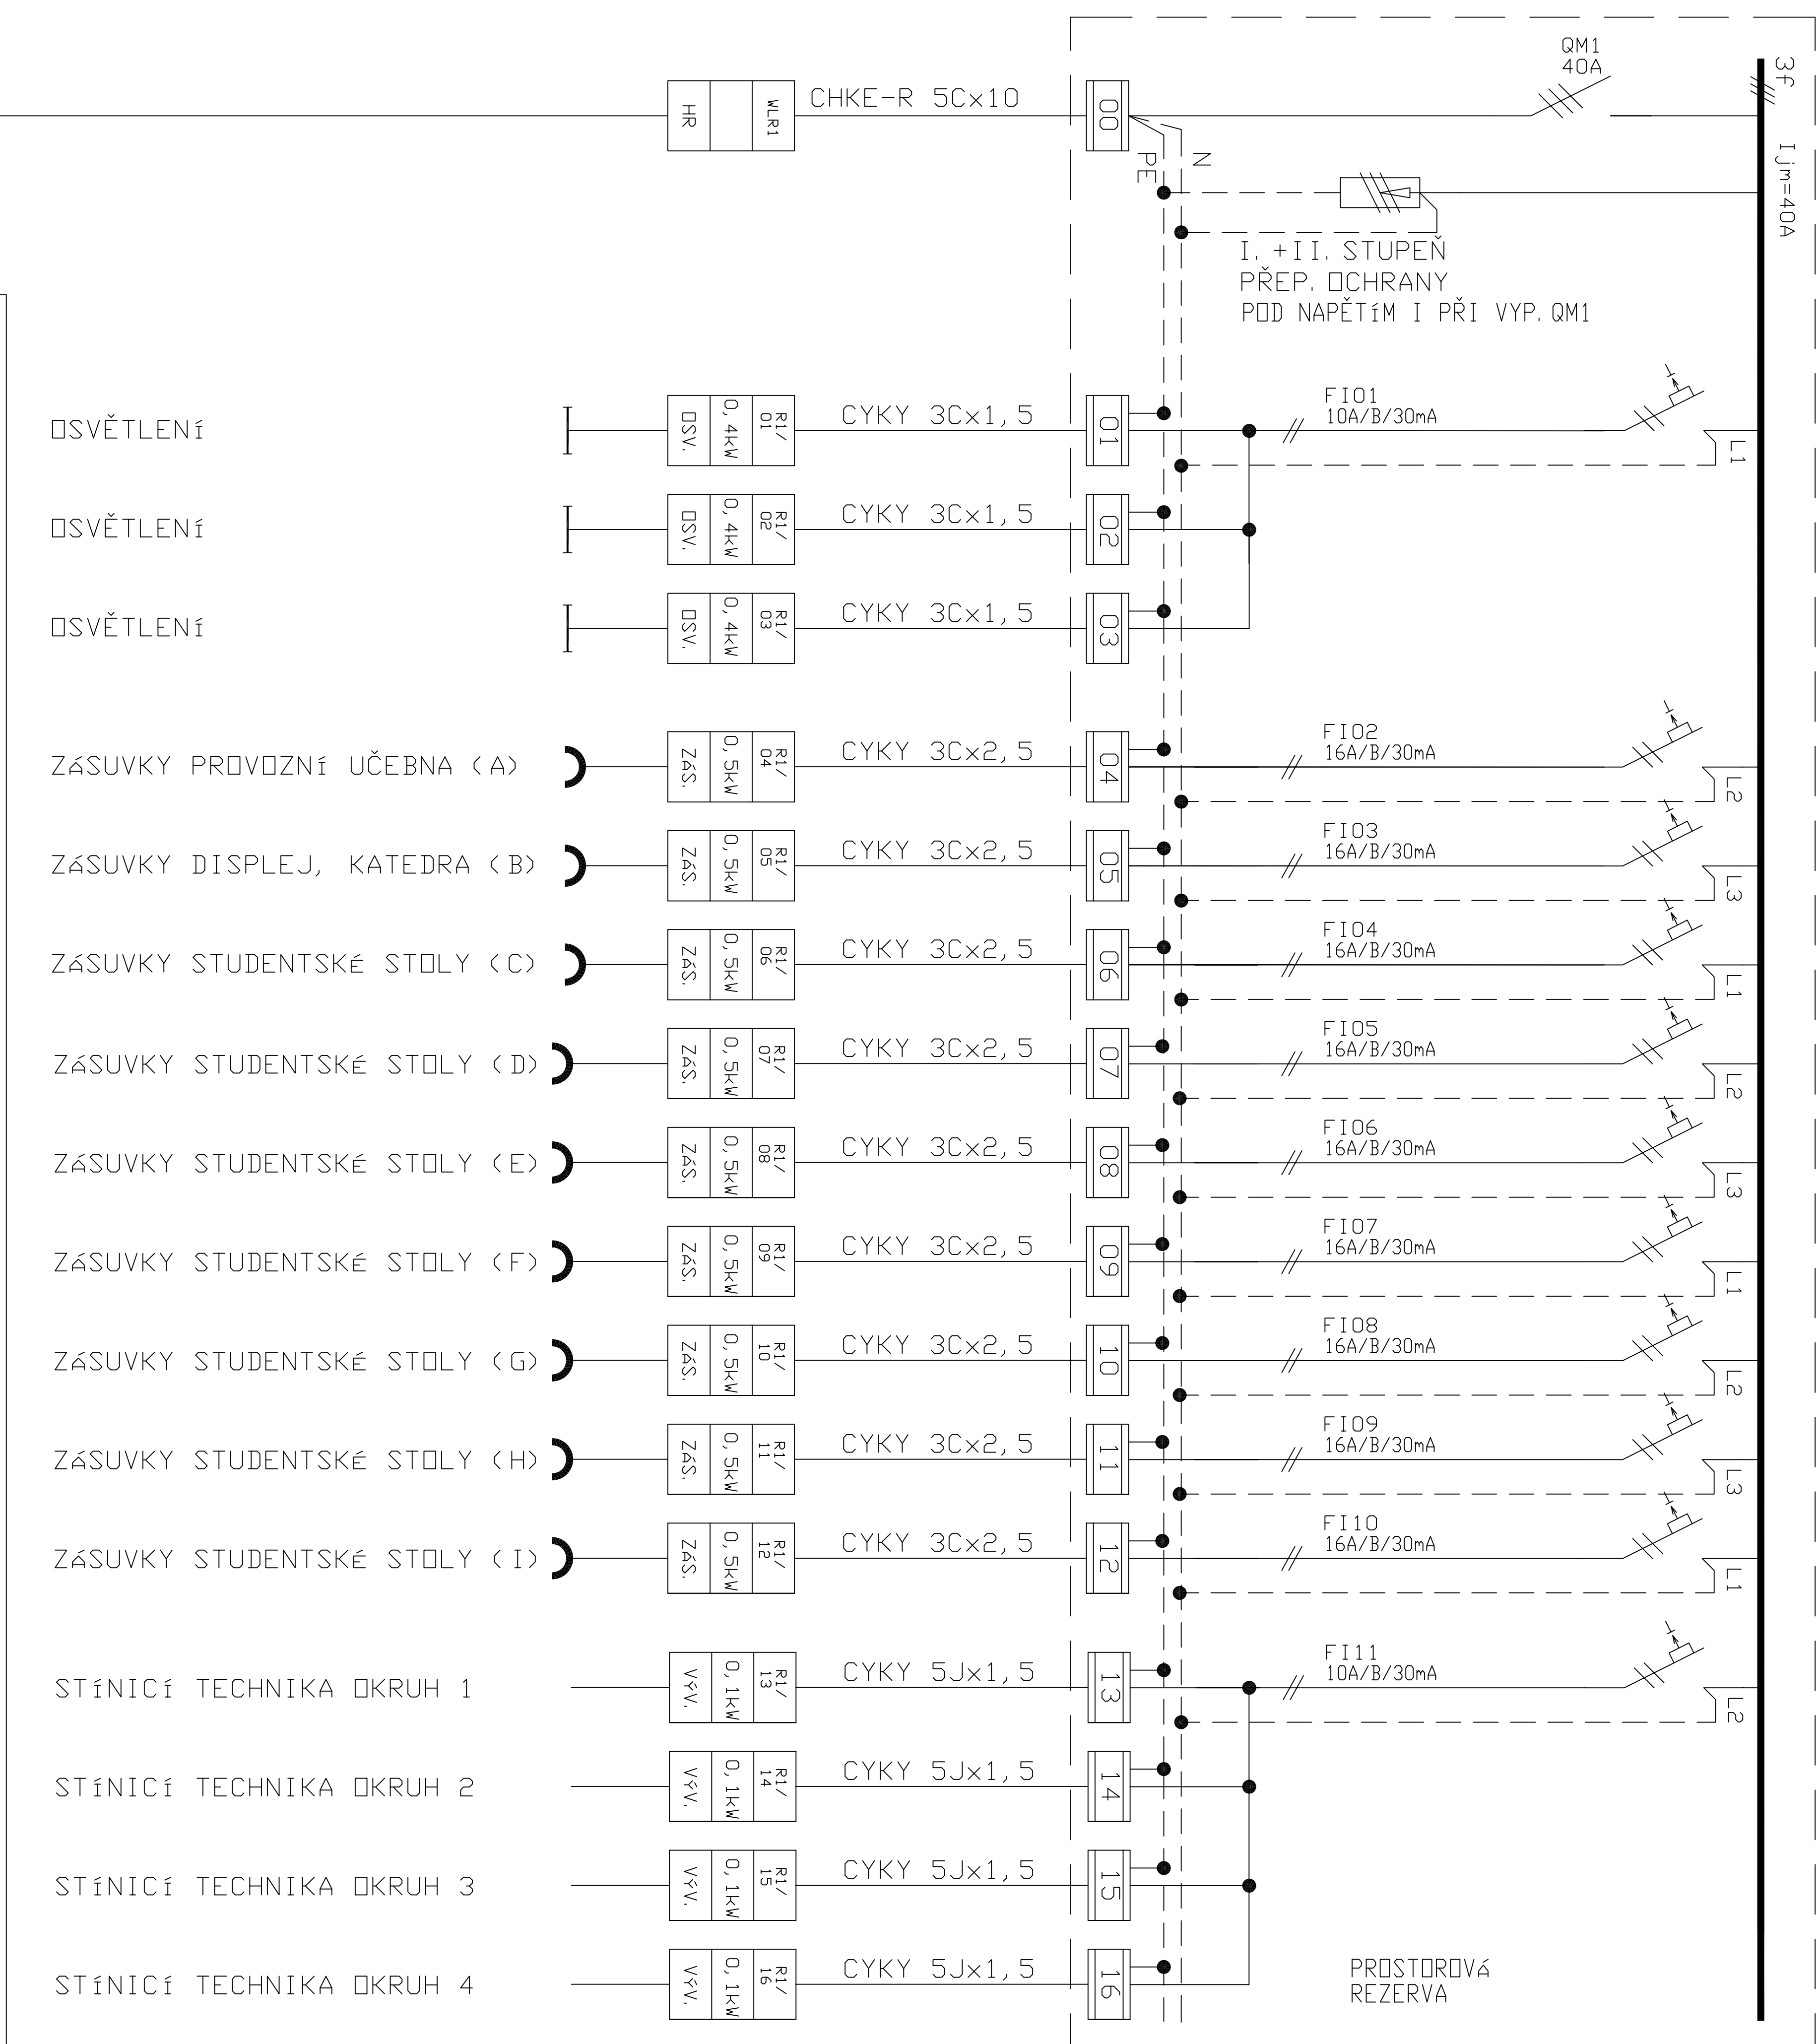 QM1
40A
3f
Ijm=40A
HR
WLR1
CHKE-R 5Cx10
00
PE
N
I.+II. STUPEŇ
PŘEP. OCHRANY
POD NAPĚTÍM I PŘI VYP. QM1
OSVĚTLENÍ
OSV.
0,4kW
R1/
01
CYKY 3Cx1,5
01
FI01
10A/B/30mA
L1
OSVĚTLENÍ
OSV.
0,4kW
R1/
02
CYKY 3Cx1,5
02
OSVĚTLENÍ
OSV.
0,4kW
R1/
03
CYKY 3Cx1,5
03
ZÁSUVKY PROVOZNÍ UČEBNA (A)
ZÁS.
0,5kW
R1/
04
CYKY 3Cx2,5
04
FI02
16A/B/30mA
L2
ZÁSUVKY DISPLEJ, KATEDRA (B)
ZÁS.
0,5kW
R1/
05
CYKY 3Cx2,5
05
FI03
16A/B/30mA
L3
ZÁSUVKY STUDENTSKÉ STOLY (C)
ZÁS.
0,5kW
R1/
06
CYKY 3Cx2,5
06
FI04
16A/B/30mA
L1
ZÁSUVKY STUDENTSKÉ STOLY (D)
ZÁS.
0,5kW
R1/
07
CYKY 3Cx2,5
07
FI05
16A/B/30mA
L2
ZÁSUVKY STUDENTSKÉ STOLY (E)
ZÁS.
0,5kW
R1/
08
CYKY 3Cx2,5
08
FI06
16A/B/30mA
L3
ZÁSUVKY STUDENTSKÉ STOLY (F)
ZÁS.
0,5kW
R1/
09
CYKY 3Cx2,5
09
FI07
16A/B/30mA
L1
ZÁSUVKY STUDENTSKÉ STOLY (G)
ZÁS.
0,5kW
R1/
10
CYKY 3Cx2,5
10
FI08
16A/B/30mA
L2
ZÁSUVKY STUDENTSKÉ STOLY (H)
ZÁS.
0,5kW
R1/
11
CYKY 3Cx2,5
11
FI09
16A/B/30mA
L3
ZÁSUVKY STUDENTSKÉ STOLY (I)
ZÁS.
0,5kW
R1/
12
CYKY 3Cx2,5
12
FI10
16A/B/30mA
L1
STÍNICÍ TECHNIKA OKRUH 1
VÝV.
0,1kW
R1/
13
CYKY 5Jx1,5
13
FI11
10A/B/30mA
L2
STÍNICÍ TECHNIKA OKRUH 2
VÝV.
0,1kW
R1/
14
CYKY 5Jx1,5
14
STÍNICÍ TECHNIKA OKRUH 3
VÝV.
0,1kW
R1/
15
CYKY 5Jx1,5
15
STÍNICÍ TECHNIKA OKRUH 4
VÝV.
0,1kW
R1/
16
CYKY 5Jx1,5
16
PROSTOROVÁ
REZERVA